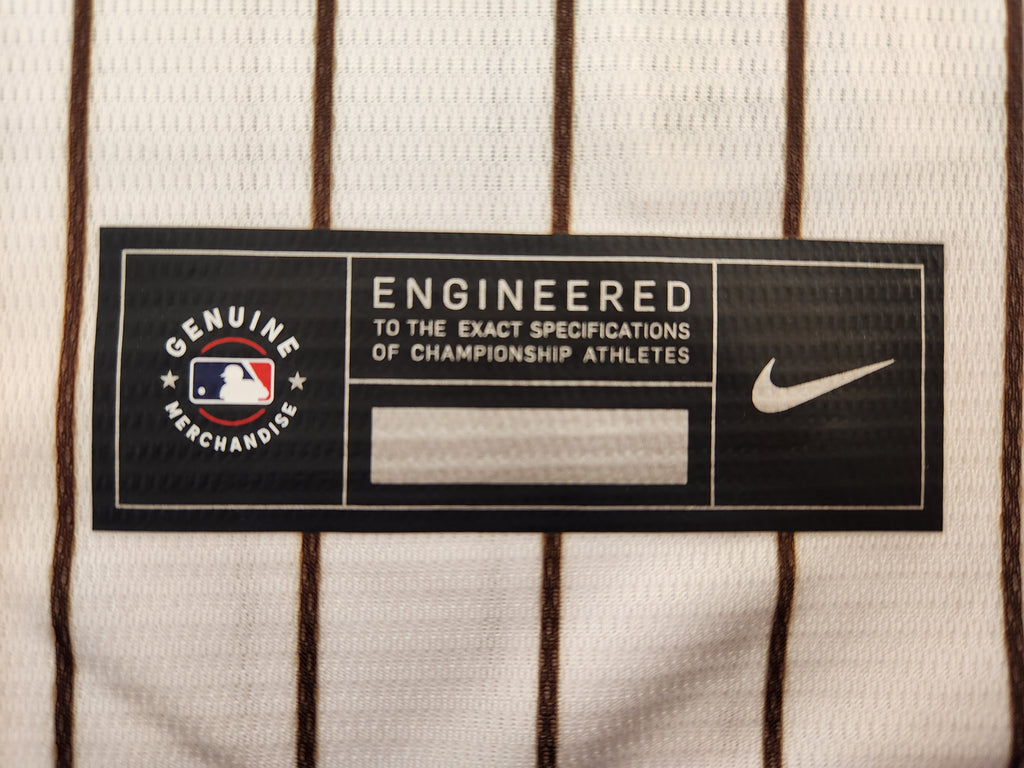 GENUINE
MERCHANDISE
ENGINEERED
TO THE EXACT SPECIFICATIONS
OF CHAMPIONSHIP ATHLETES